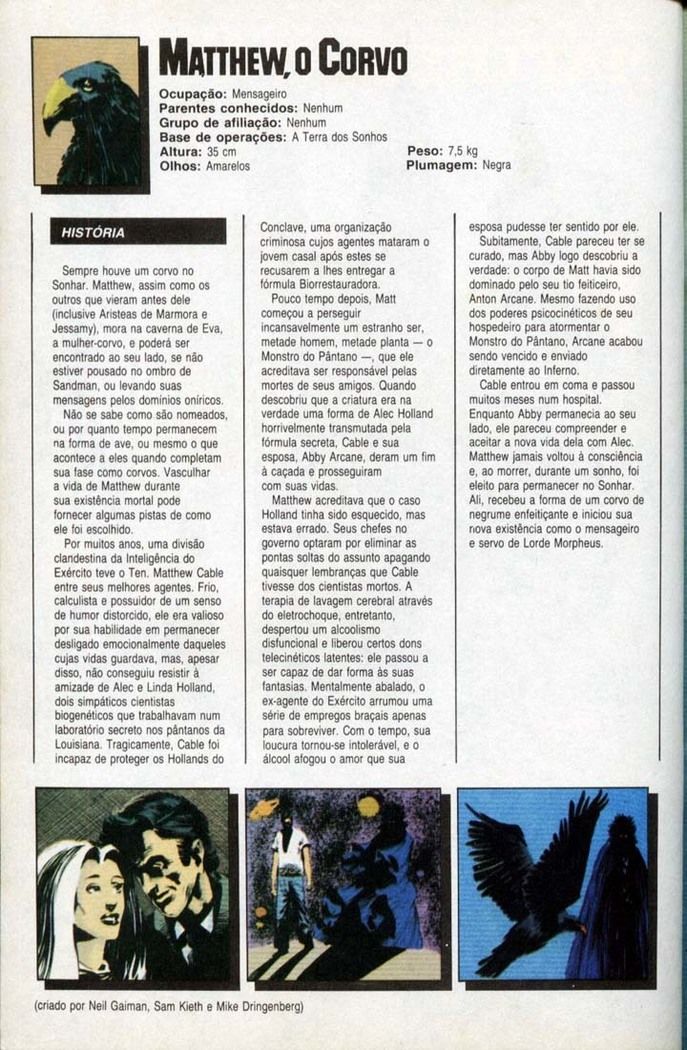 MATTHEW, O CORVO
Ocupação: Mensageiro
Parentes conhecidos: Nenhum
Grupo de afiliação: Nenhum
Base de operações: A Terra dos Sonhos
Altura: 35 cm
Peso: 7,5 kg
Olhos: Amarelos
Plumagem: Negra
HISTÓRIA
Sempre houve um corvo no
Sonhar. Matthew, assim como os
outros que vieram antes dele
(inclusive Aristeas de Marmora e
Jessamy), mora na caverna de Eva,
a mulher-corvo, e poderá ser
encontrado ao seu lado, se não
estiver pousado no ombro de
Sandman, ou levando suas
mensagens pelos domínios oníricos.
Não se sabe como são nomeados,
ou por quanto tempo permanecem
na forma de ave, ou mesmo o que
acontece a eles quando completam
sua fase como corvos. Vasculhar
a vida de Matthew durante
sua existência mortal pode
fornecer algumas pistas de como
ele foi escolhido.
Por muitos anos, uma divisão
clandestina da Inteligência do
Exército teve o Ten. Matthew Cable
entre seus melhores agentes. Frio,
calculista e possuidor de um senso
de humor distorcido, ele era valioso
por sua habilidade em permanecer
desligado emocionalmente daqueles
cujas vidas guardava, mas, apesar
disso, não conseguiu resistir à
amizade de Alec e Linda Holland,
dois simpáticos cientistas
biogenéticos que trabalhavam num
laboratório secreto nos pântanos da
Louisiana. Tragicamente, Cable foi
incapaz de proteger os Hollands do
Conclave, uma organização
criminosa cujos agentes mataram o
jovem casal após estes se
recusarem a lhes entregar a
fórmula Biorrestauradora.
Pouco tempo depois, Matt
começou a perseguir
incansavelmente um estranho ser,
metade homem, metade planta — o
Monstro do Pântano —, que ele
acreditava ser responsável pelas
mortes de seus amigos. Quando
descobriu que a criatura era na
verdade uma forma de Alec Holland
horrivelmente transmutada pela
fórmula secreta, Cable e sua
esposa, Abby Arcane, deram um fim
à caçada e prosseguiram
com suas vidas.
Matthew acreditava que o caso
Holland tinha sido esquecido, mas
estava errado. Seus chefes no
governo optaram por eliminar as
pontas soltas do assunto apagando
quaisquer lembranças que Cable
tivesse dos cientistas mortos. A
terapia de lavagem cerebral através
do eletrochoque, entretanto,
despertou um alcoolismo
disfuncional e liberou certos dons
telecinéticos latentes: ele passou a
ser capaz de dar forma às suas
fantasias. Mentalmente abalado, o
ex-agente do Exército arrumou uma
série de empregos braçais apenas
para sobreviver. Com o tempo, sua
loucura tornou-se intolerável, e o
álcool afogou o amor que sua
esposa pudesse ter sentido por ele.
Subitamente, Cable pareceu ter se
curado, mas Abby logo descobriu a
verdade: o corpo de Matt havia sido
dominado pelo seu tio feiticeiro,
Anton Arcane. Mesmo fazendo uso
dos poderes psicocinéticos de seu
hospedeiro para atormentar o
Monstro do Pântano, Arcane acabou
sendo vencido e enviado
diretamente ao Inferno.
Cable entrou em coma e passou
muitos meses num hospital.
Enquanto Abby permanecia ao seu
lado, ele pareceu compreender e
aceitar a nova vida dela com Alec.
Matthew jamais voltou à consciência
e, ao morrer, durante um sonho, foi
eleito para permanecer no Sonhar.
Ali, recebeu a forma de um corvo de
negrume enfeitiçante e iniciou sua
nova existência como o mensageiro
e servo de Lorde Morpheus.
(criado por Neil Gaiman, Sam Kieth e Mike Dringenberg)